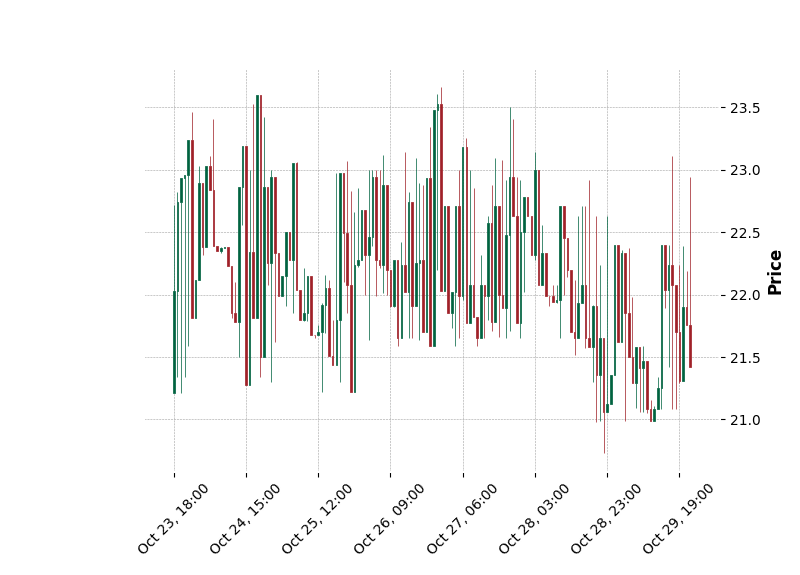 23.5
23.0
22.5
22.0
21.5
21.0
Price
Oct 23, 18:00
Oct 24, 15:00
Oct 25, 12:00
Oct 26, 09:00
Oct 27, 06:00
Oct 28, 03:00
Oct 28, 23:00
Oct 29, 19:00